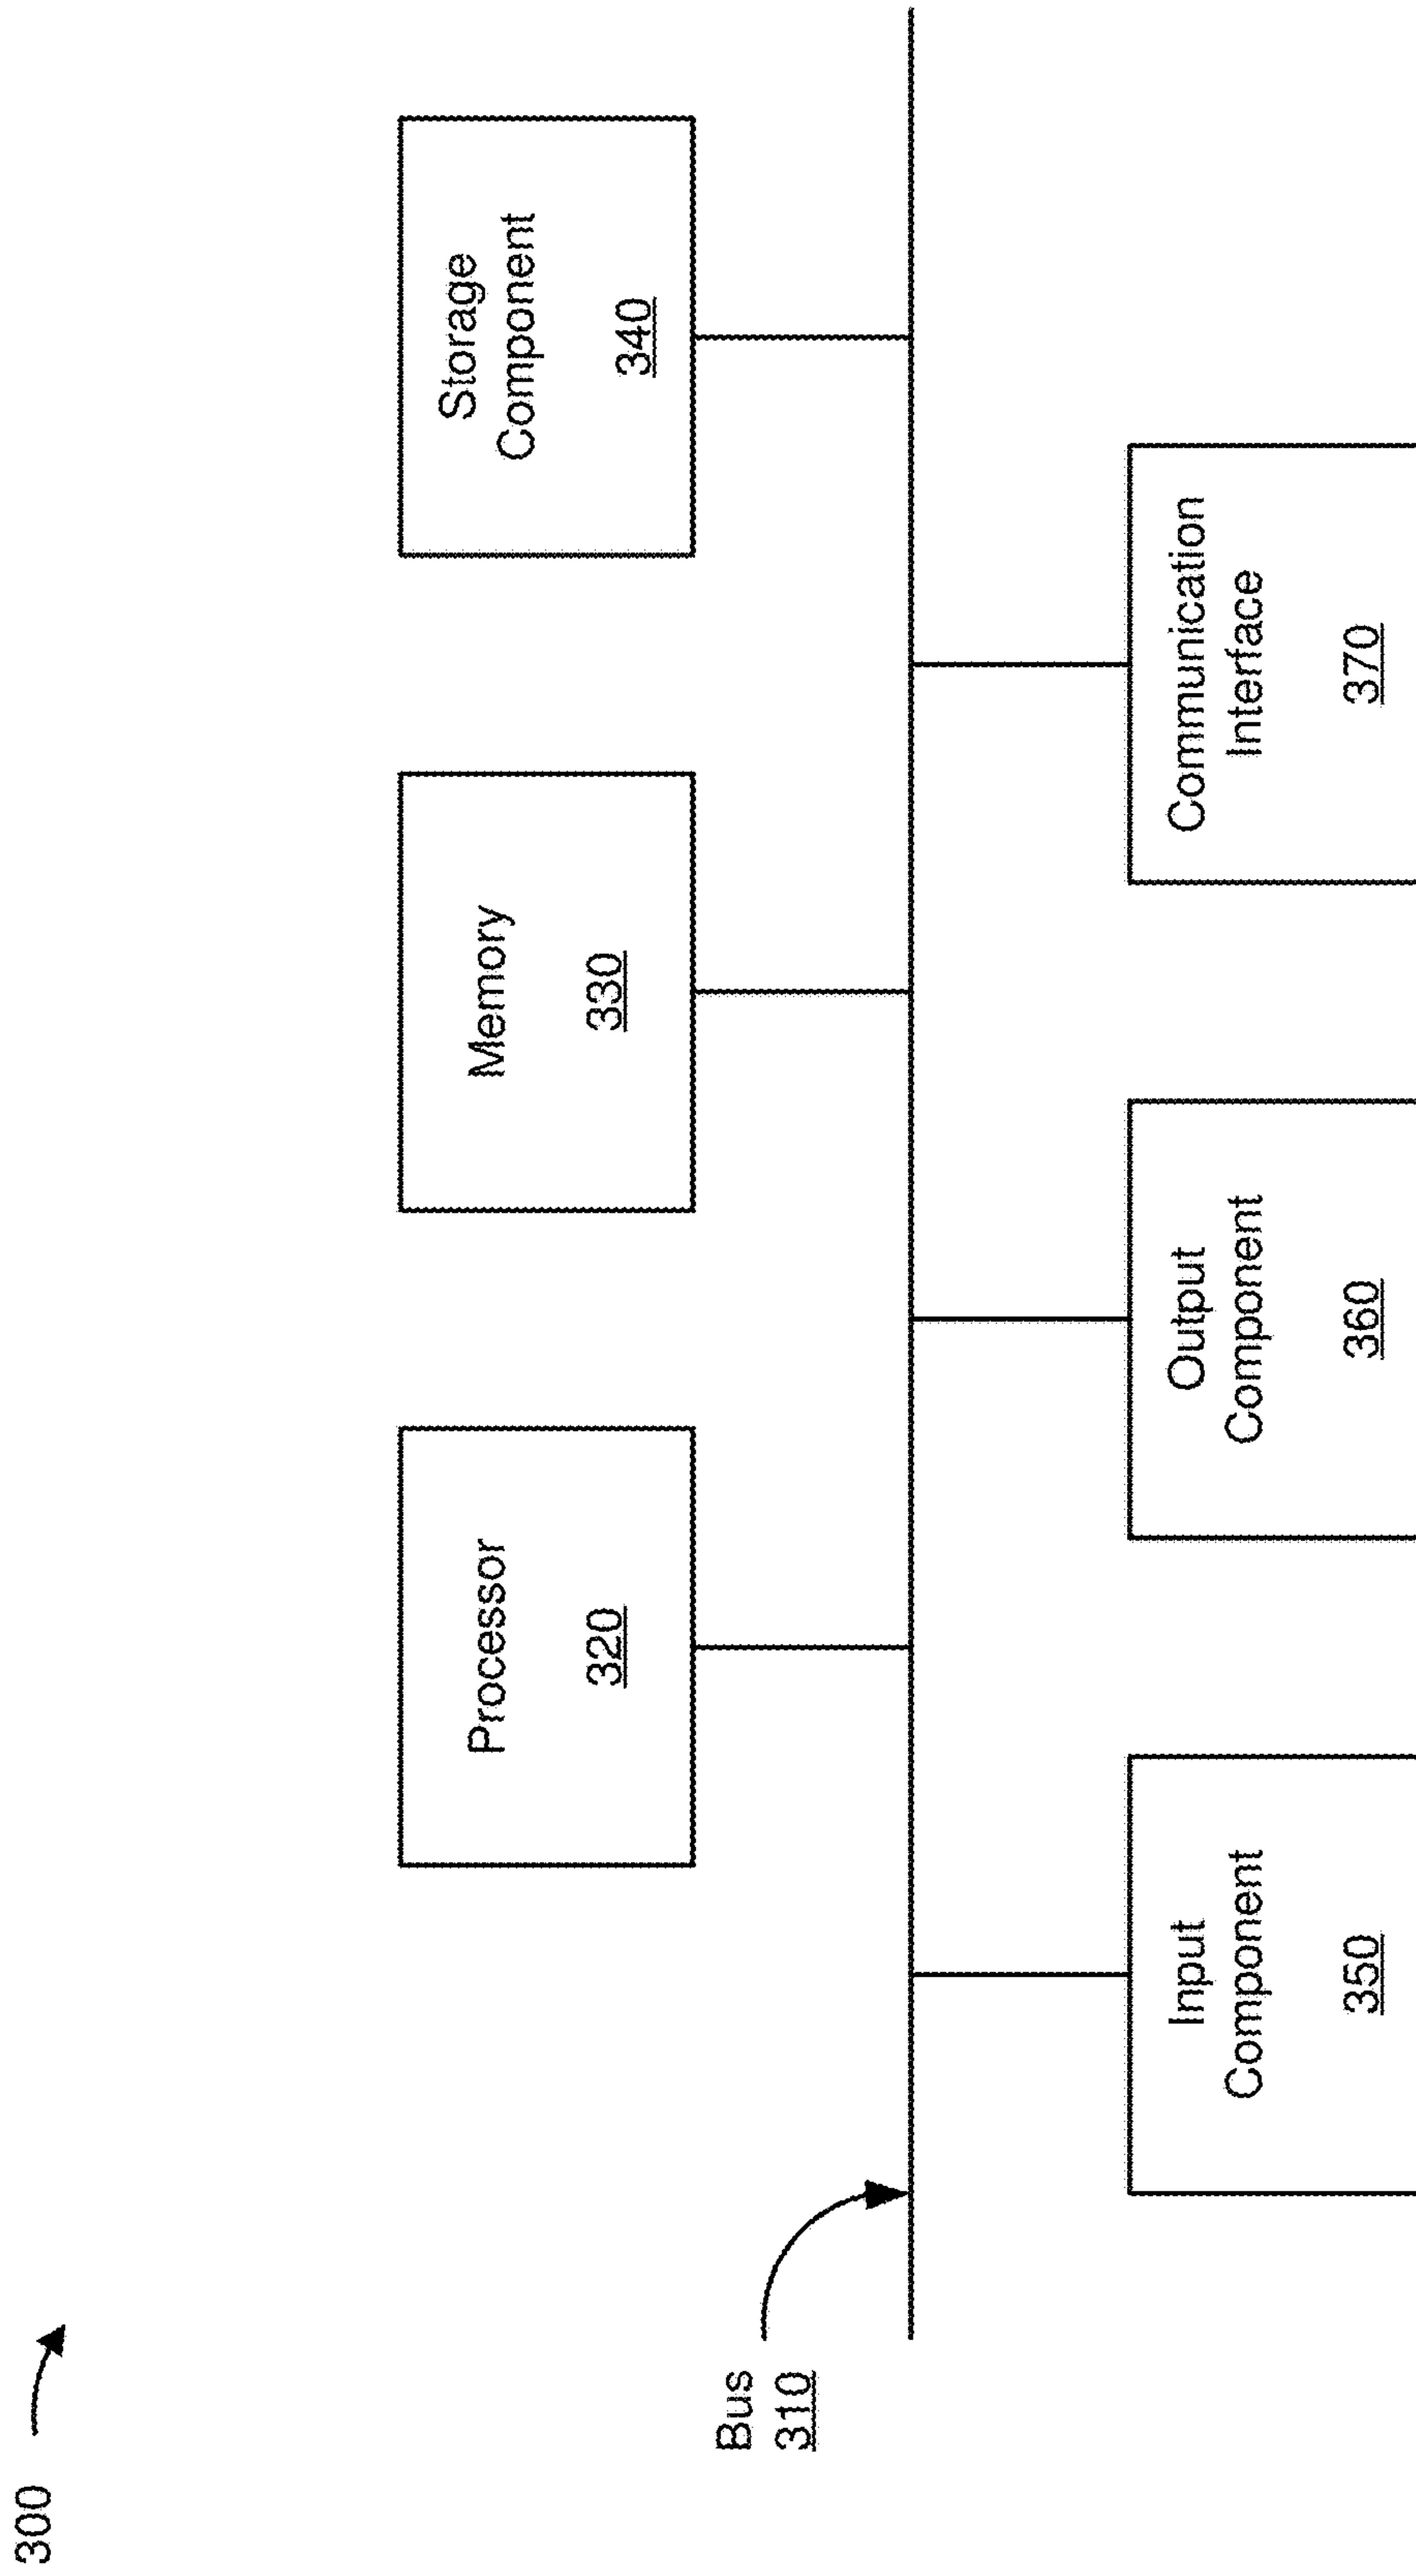 300
Processor
320
Memory
330
Storage
Component
340
Bus
310
Input
Component
350
Output
Component
360
Communication
Interface
370